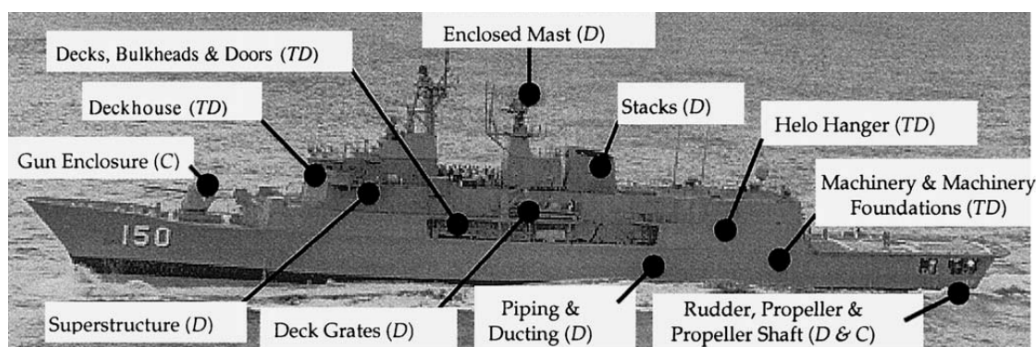 Enclosed Mast (D)
Decks, Bulkheads & Doors (TD)
Deckhouse (TD)
Stacks (D)
Helo Hanger (TD)
Gun Enclosure (C)
Machinery & Machinery
Foundations (TD)
150
Superstructure (D)
Deck Grates (D)
Piping &
Ducting (D)
Rudder, Propeller &
Propeller Shaft (D & C)